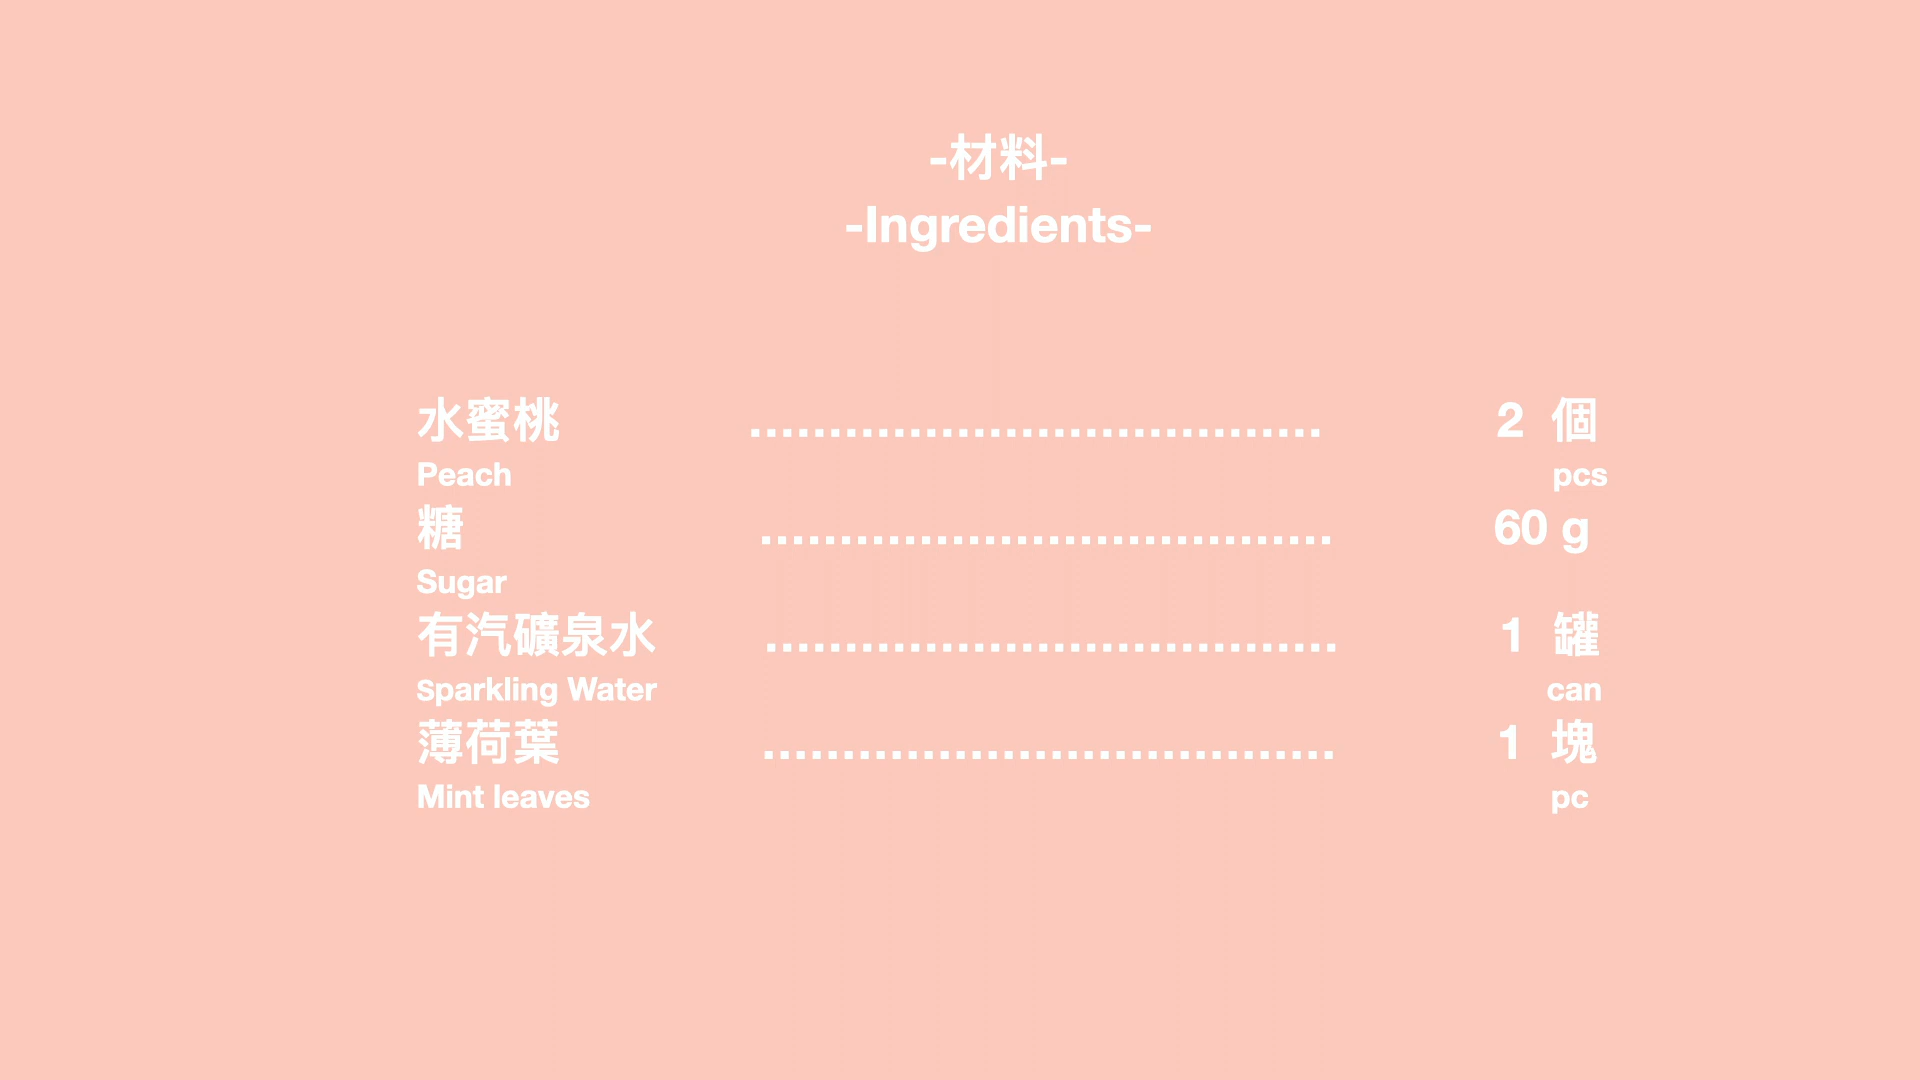 -材料-
-Ingredients-
水蜜桃 .................................... 2 個
Peach pcs
糖 .................................... 60 g
Sugar
有汽礦泉水 .................................... 1 罐
Sparkling Water can
薄荷葉 .................................... 1 塊
Mint leaves pc